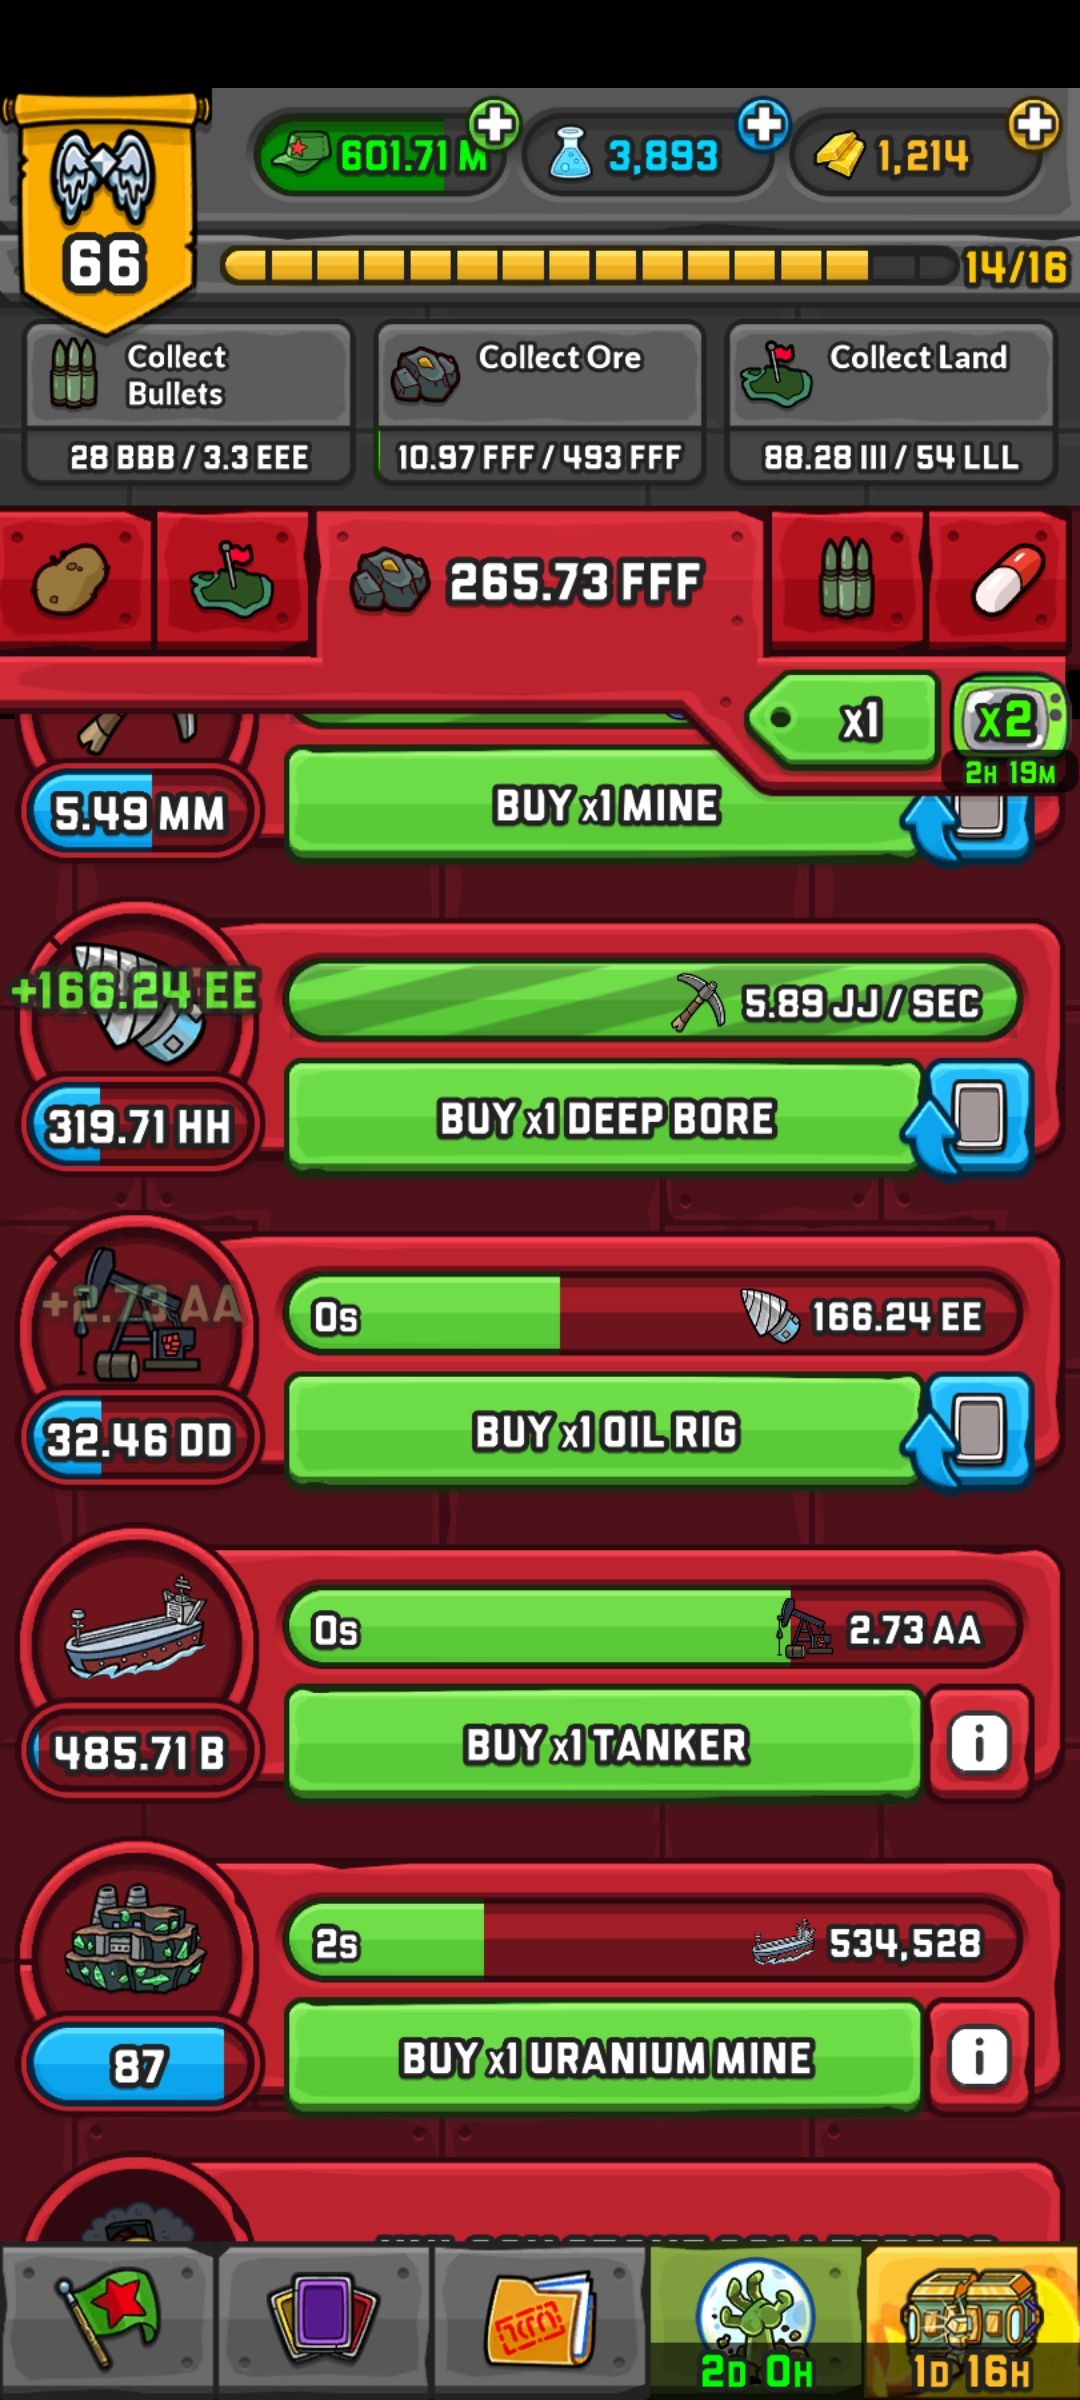 601.71 M
3,893
1,214
66
14/16
Collect
Bullets
28 BBB / 3.3 EEE
Collect Ore
10.97 FFF / 493 FFF
Collect Land
88.28 III / 54 LLL
265.73 FFF
x1
x2
2H 19M
5.49 MM
BUY x1 MINE
+166.24 EE
5.89 JJ / SEC
319.71 HH
BUY x1 DEEP BORE
+2.73 AA
0s
166.24 EE
32.46 DD
BUY x1 OIL RIG
0s
2.73 AA
485.71 B
BUY x1 TANKER
i
2s
534,528
87
BUY x1 URANIUM MINE
i
2D 0H
1D 16H